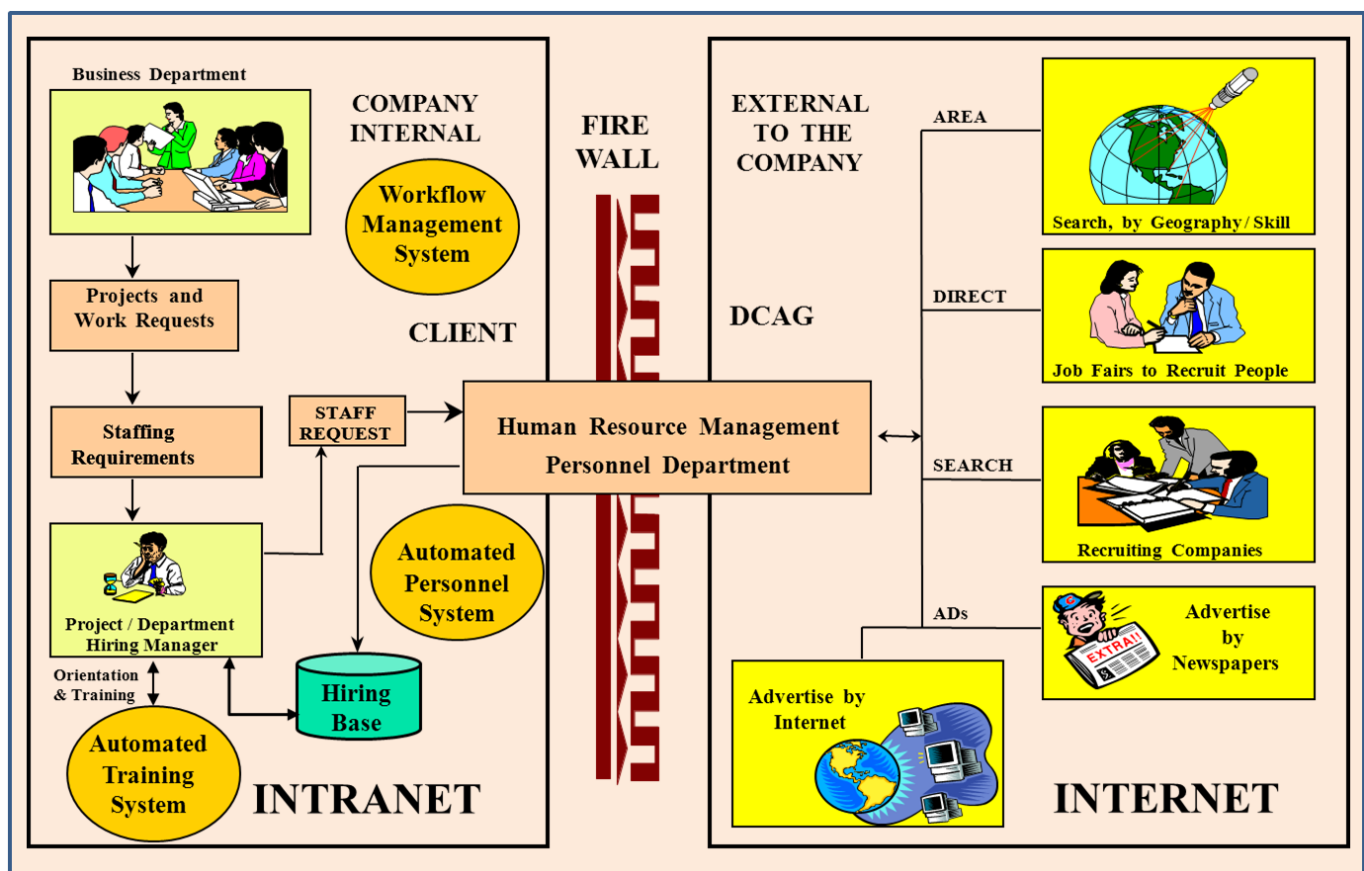 Business Department
COMPANY
INTERNAL
Workflow
Management
System
CLIENT
Projects and
Work Requests
Staffing
Requirements
STAFF
REQUEST
Project / Department
Hiring Manager
Orientation
& Training
Automated
Training
System
Automated
Personnel
System
Hiring
Base
INTRANET
FIRE
WALL
Human Resource Management
Personnel Department
EXTERNAL
TO THE
COMPANY
DCAG
AREA
Search, by Geography / Skill
DIRECT
Job Fairs to Recruit People
SEARCH
Recruiting Companies
ADs
C
EXTRA!!
Advertise
by
Newspapers
Advertise by
Internet
INTERNET